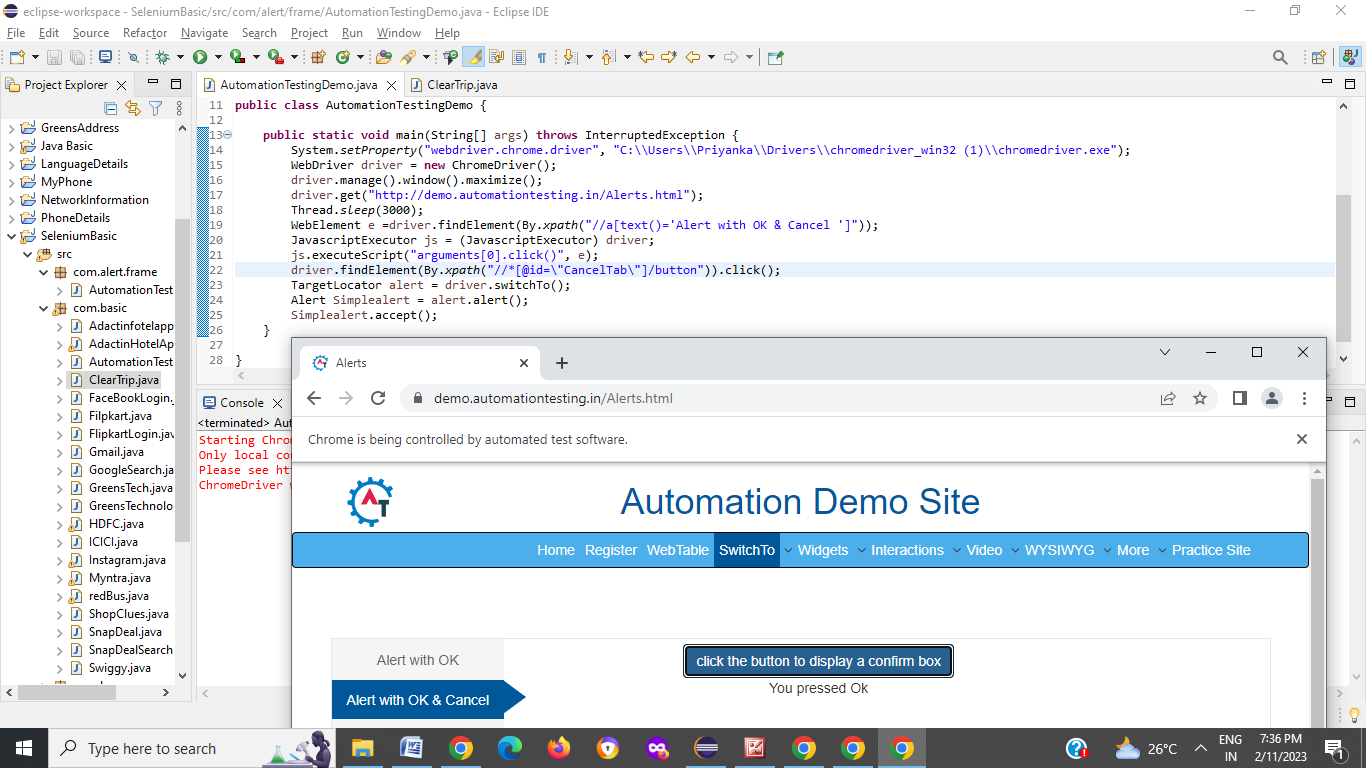 eclipse-workspace - SeleniumBasic/src/com/alert/frame/AutomationTestingDemo.java - Eclipse IDE
File Edit Source Refactor Navigate Search Project Run Window Help
Project Explorer
AutomationTestingDemo.java
ClearTrip.java
GreensAddress
Java Basic
LanguageDetails
MyPhone
NetworkInformation
PhoneDetails
SeleniumBasic
src
com.alert.frame
AutomationTest
com.basic
Adactinfotelapp
AdactinHotelAp
AutomationTest
ClearTrip.java
FaceBookLogin.
Filpkart.java
FlipkartLogin.jav
Gmail.java
GoogleSearch.ja
GreensTech.java
GreensTechnolo
HDFC.java
ICICI.java
Instagram.java
Myntra.java
redBus.java
ShopClues.java
SnapDeal.java
SnapDealSearch
Swiggy.java
11 public class AutomationTestingDemo {
12
13 public static void main(String[] args) throws InterruptedException {
14 System.setProperty("webdriver.chrome.driver", "C:\\Users\\Priyanka\\Drivers\\chromedriver_win32 (1)\\chromedriver.exe");
15 WebDriver driver = new ChromeDriver();
16 driver.manage().window().maximize();
17 driver.get("http://demo.automationtesting.in/Alerts.html");
18 Thread.sleep(3000);
19 WebElement e =driver.findElement(By.xpath("//a[text()='Alert with OK & Cancel ']"));
20 JavascriptExecutor js = (JavascriptExecutor) driver;
21 js.executeScript("arguments[0].click()", e);
22 driver.findElement(By.xpath("//*[@id=\"CancelTab\"]/button")).click();
23 TargetLocator alert = driver.switchTo();
24 Alert Simplealert = alert.alert();
25 Simplealert.accept();
26 }
27
28 }
Console
<terminated> Aut
Starting Chrom
Only local con
Please see htt
ChromeDriver w
Alerts
demo.automationtesting.in/Alerts.html
Chrome is being controlled by automated test software.
AT
Automation Demo Site
Home Register WebTable SwitchTo Widgets Interactions Video WYSIWYG More Practice Site
Alert with OK
click the button to display a confirm box
You pressed Ok
Alert with OK & Cancel
Type here to search
26°C
ENG
IN
7:36 PM
2/11/2023
1